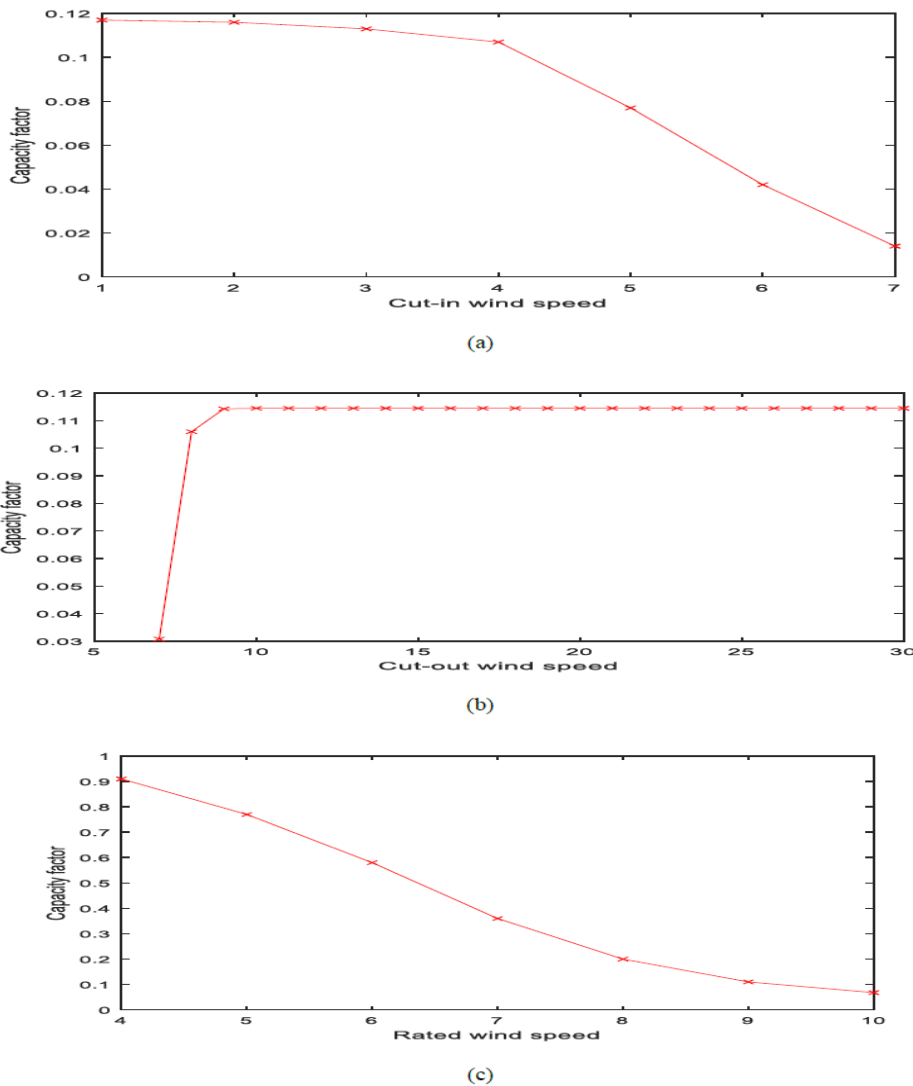 0.12
0.1
0.08
0.06
0.04
0.02
0
Capacity factor
1 2 3 4 5 6 7
Cut-in wind speed
(a)
0.12
0.11
0.1
0.09
0.08
0.07
0.06
0.05
0.04
0.03
Capacity factor
5 10 15 20 25 30
Cut-out wind speed
(b)
1
0.9
0.8
0.7
0.6
0.5
0.4
0.3
0.2
0.1
0
Capacity factor
4 5 6 7 8 9 10
Rated wind speed
(c)